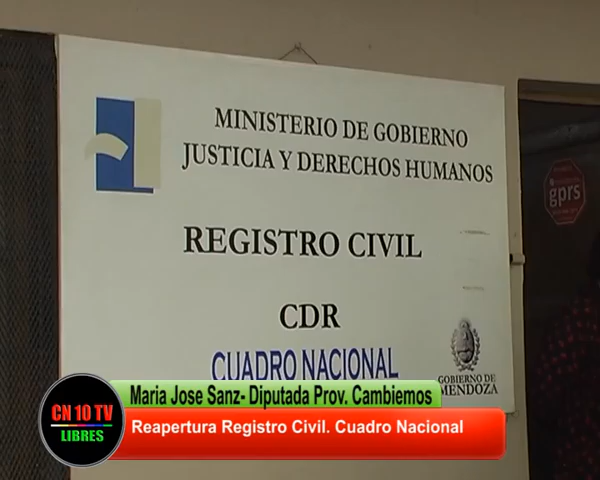 MINISTERIO DE GOBIERNO
JUSTICIA Y DERECHOS HUMANOS
REGISTRO CIVIL
CDR
CUADRO NACIONAL
GOBIERNO DE
MENDOZA
gprs
Maria Jose Sanz- Diputada Prov. Cambiemos
Reapertura Registro Civil. Cuadro Nacional
CN 10 TV
LIBRES